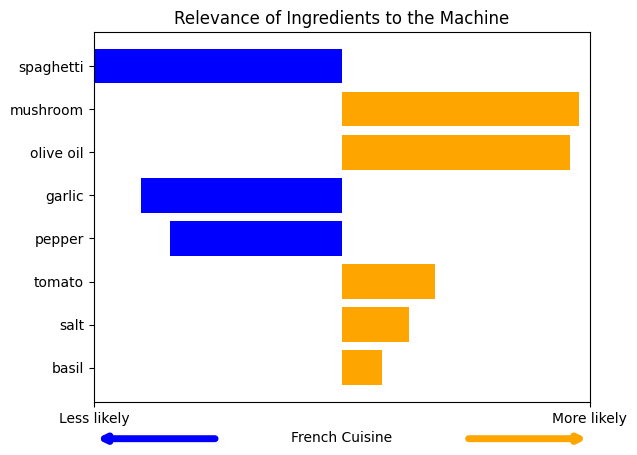 Relevance of Ingredients to the Machine
spaghetti
mushroom
olive oil
garlic
pepper
tomato
salt
basil
Less likely
More likely
French Cuisine